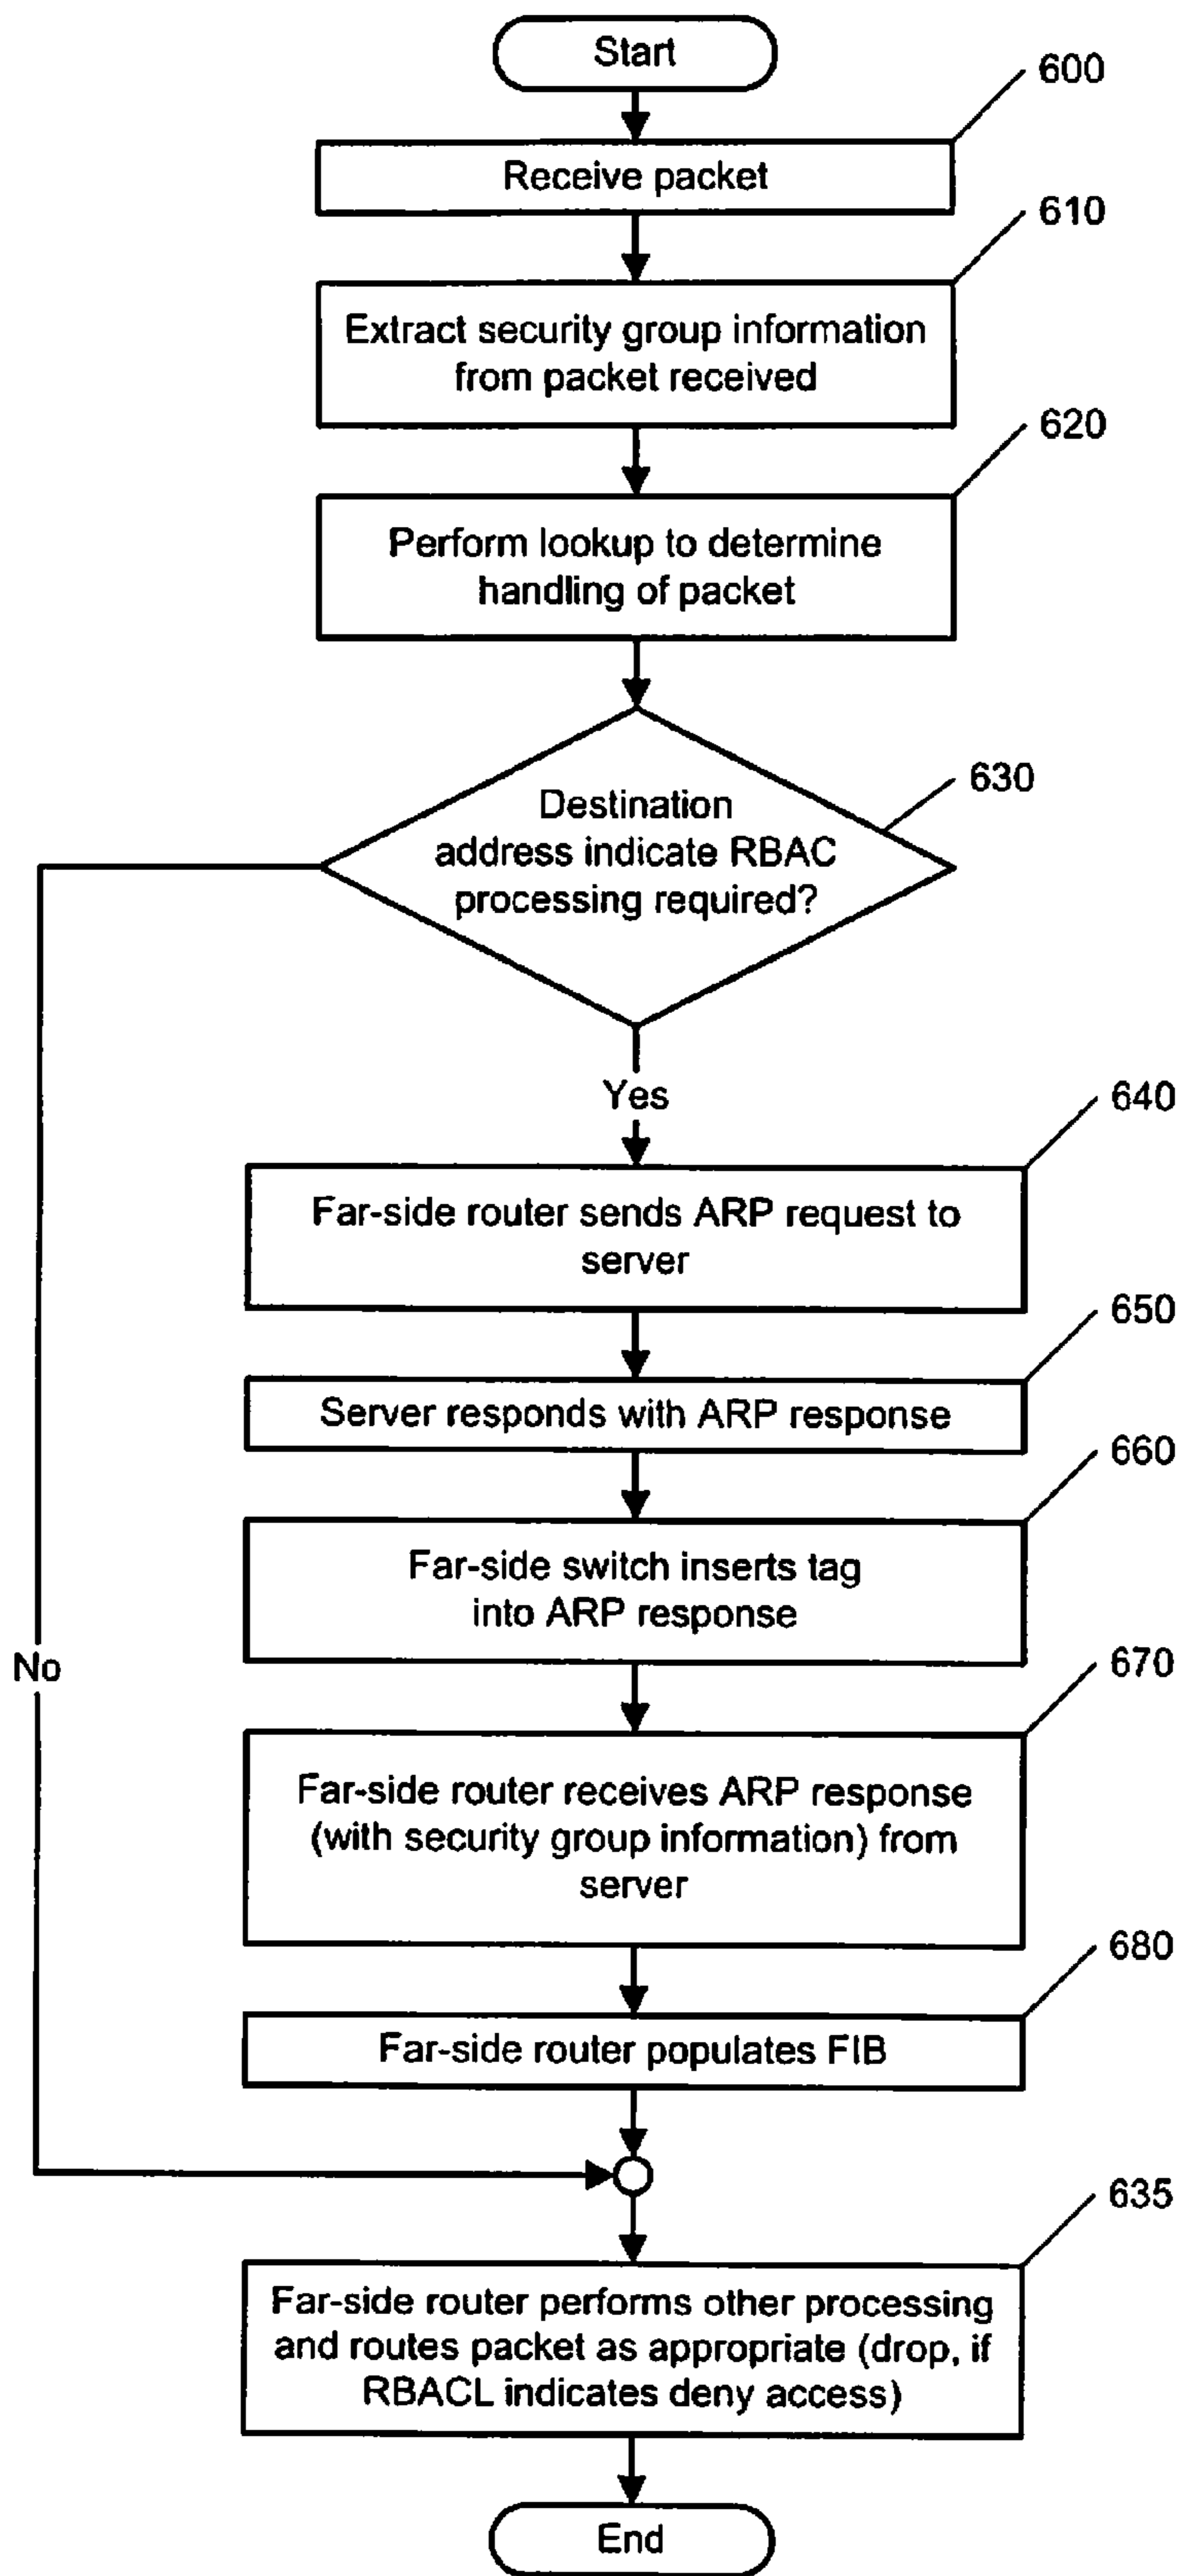 Start
600
Receive packet
610
Extract security group information
from packet received
620
Perform lookup to determine
handling of packet
630
Destination
address indicate RBAC
processing required?
Yes
640
Far-side router sends ARP request to
server
650
Server responds with ARP response
660
Far-side switch inserts tag
into ARP response
No
670
Far-side router receives ARP response
(with security group information) from
server
680
Far-side router populates FIB
635
Far-side router performs other processing
and routes packet as appropriate (drop, if
RBACL indicates deny access)
End